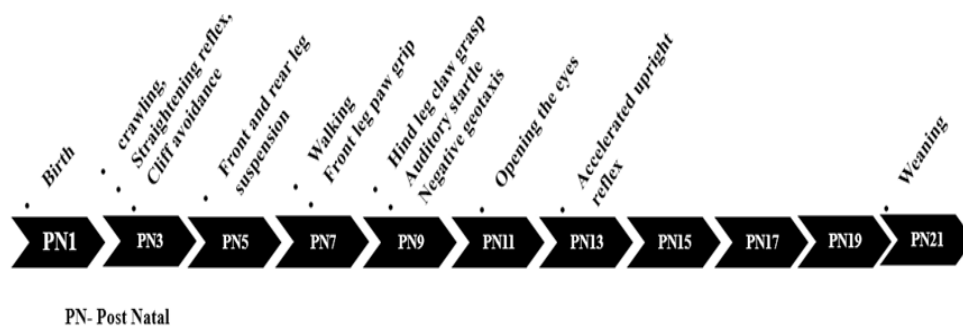 Birth
crawling,
Straightening reflex,
Cliff avoidance
Front and rear leg
suspension
Walking
Front leg paw grip
Hind leg claw grasp
Auditory startle
Negative geotaxis
Opening the eyes
Accelerated upright
reflex
Weaning
PN1 PN3 PN5 PN7 PN9 PN11 PN13 PN15 PN17 PN19 PN21
PN- Post Natal